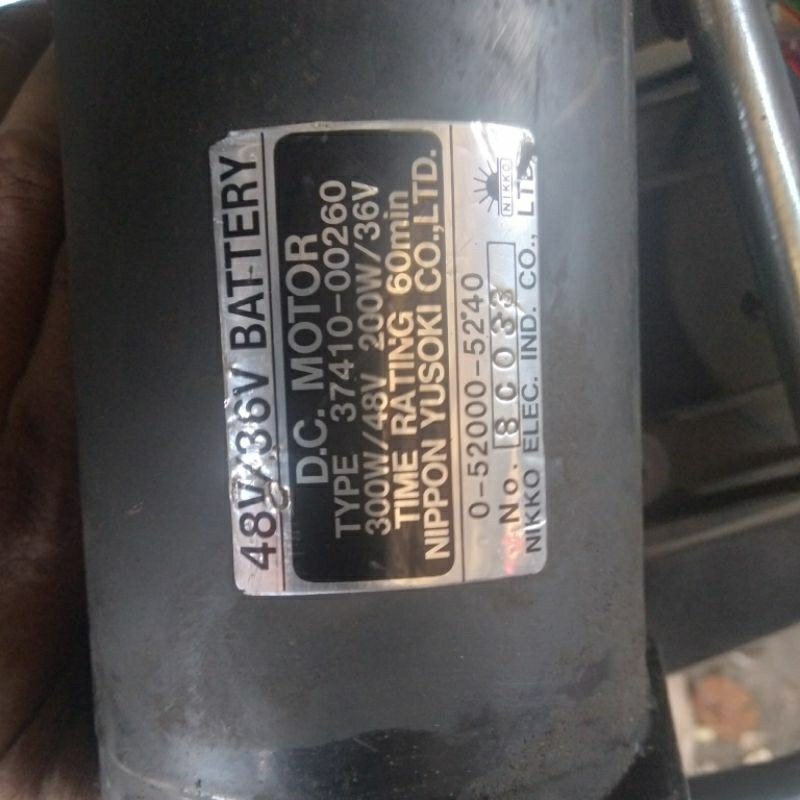 48V/36V BATTERY
D.C. MOTOR
TYPE 37410-00260
300W/48V 200W/36V
TIME RATING 60min
NIPPON YUSOKI CO.,LTD.
0-52000-5240
No. 8C033
NIKKO
NIKKO ELEC. IND. CO., LTD.